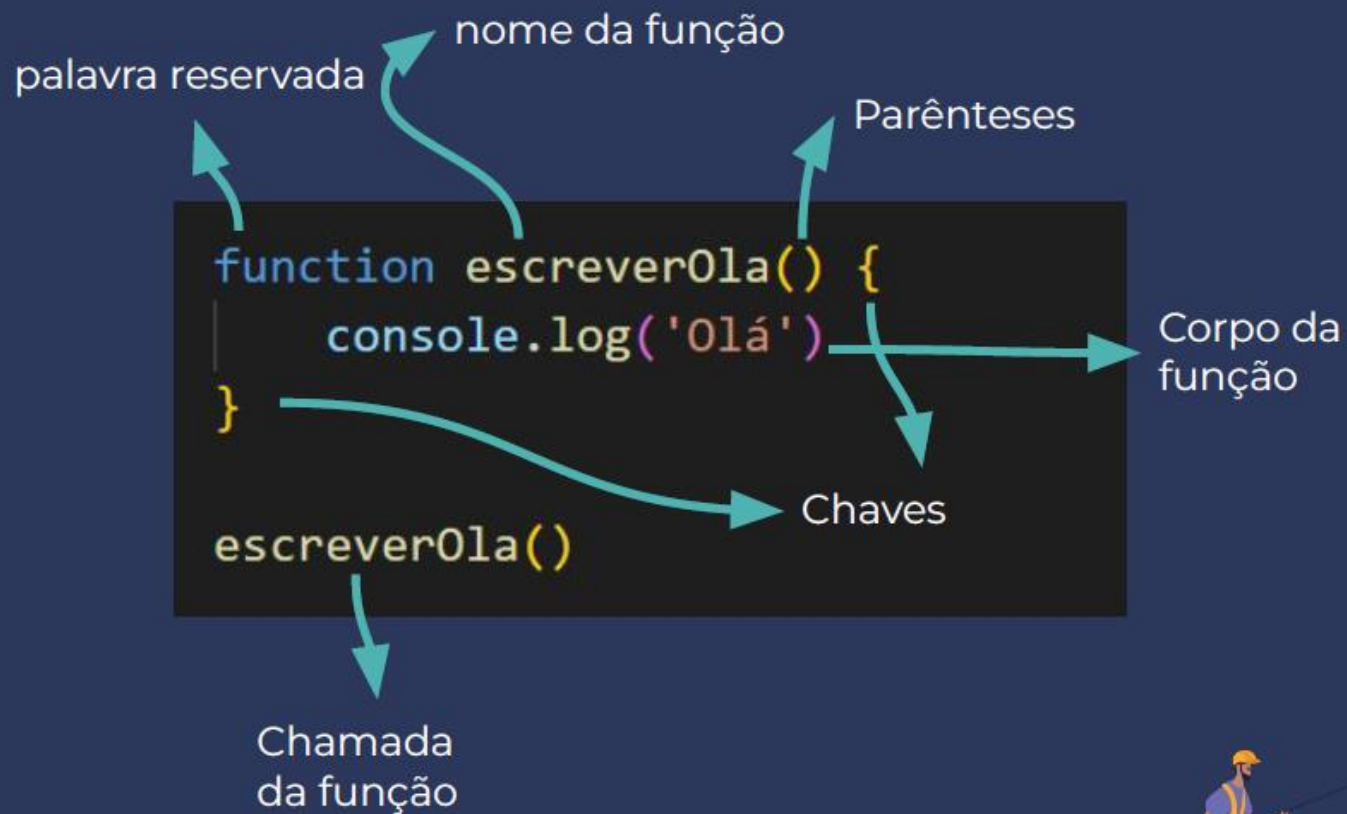 nome da função
palavra reservada
Parênteses
function escreverOla() {
console.log('Olá')
Corpo da
função
}
Chaves
escreverOla()
Chamada
da função